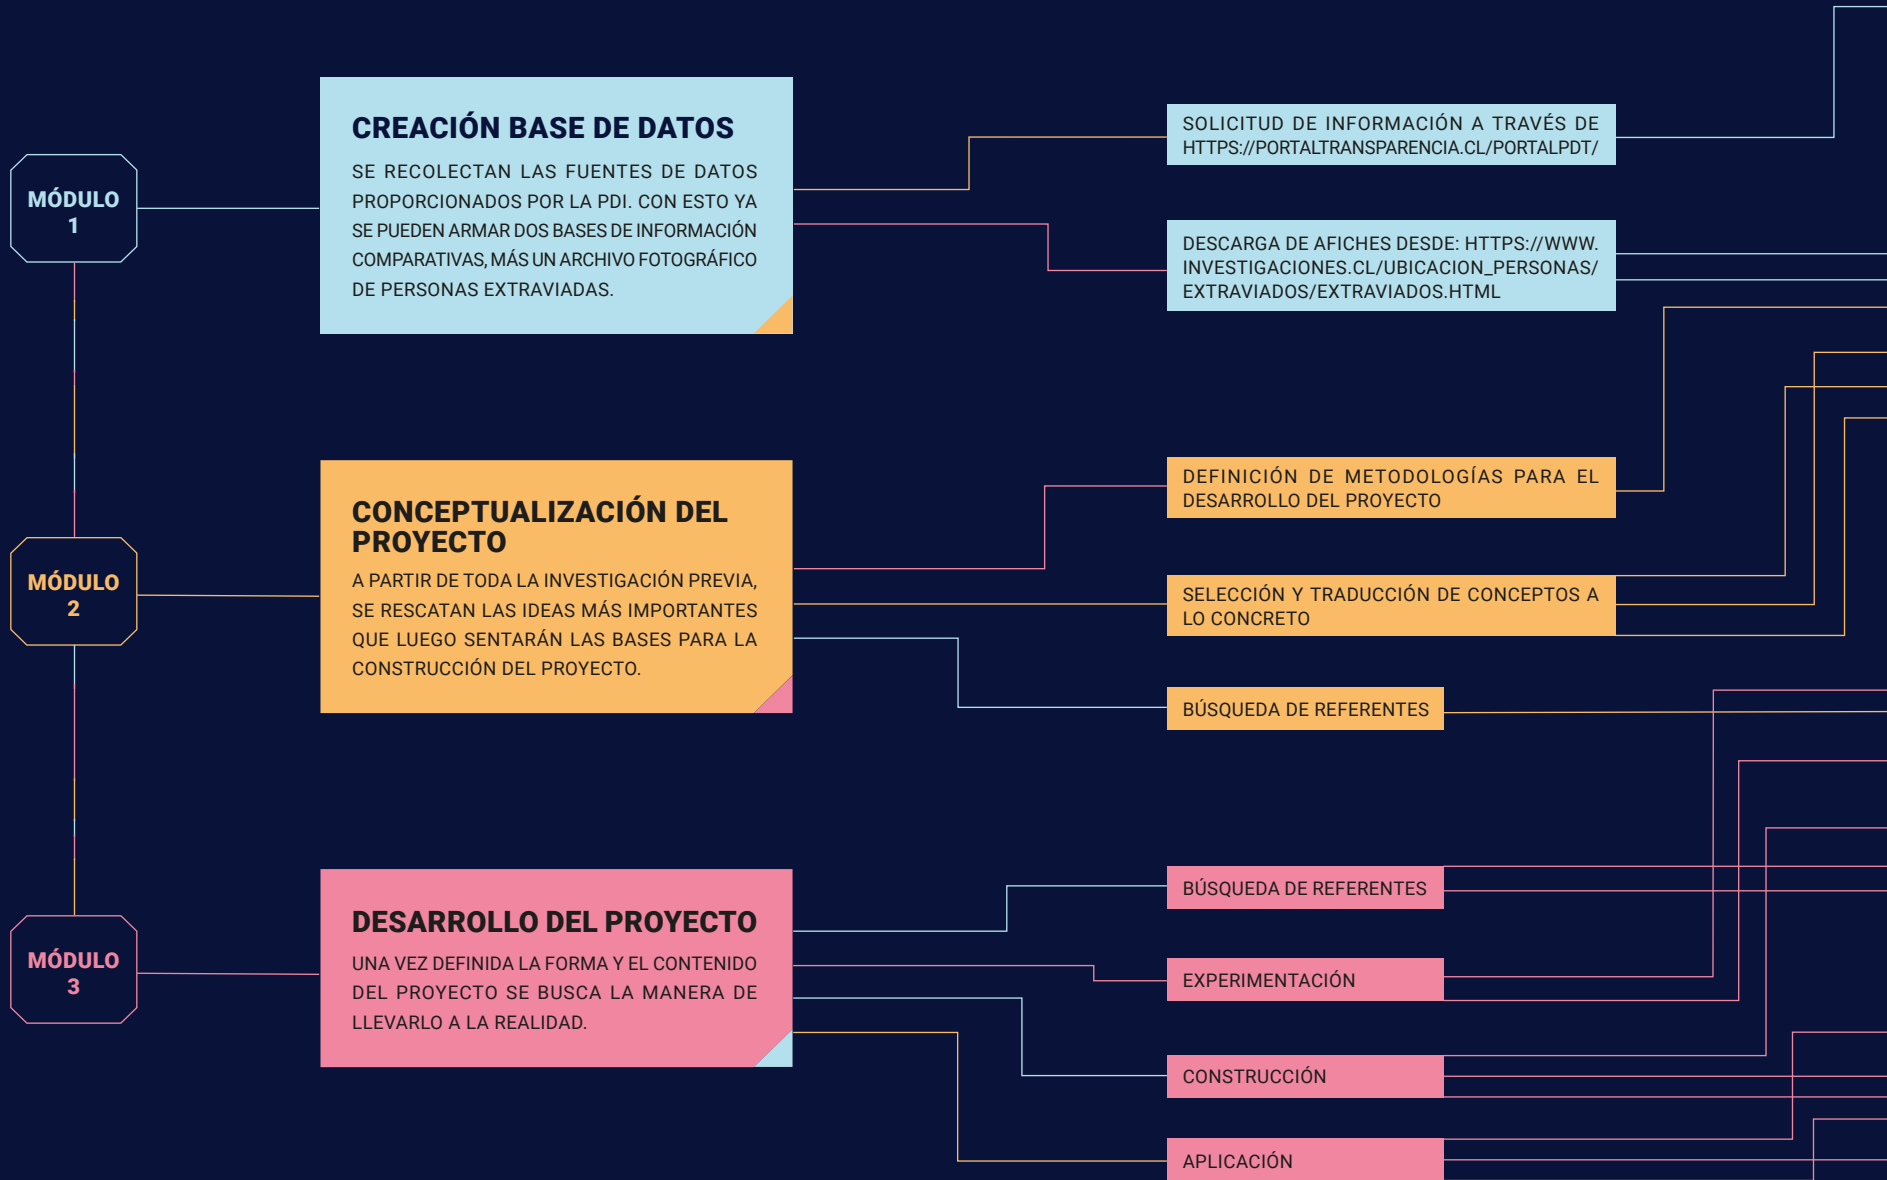 MÓDULO
1
CREACIÓN BASE DE DATOS
SE RECOLECTAN LAS FUENTES DE DATOS
PROPORCIONADOS POR LA PDI. CON ESTO YA
SE PUEDEN ARMAR DOS BASES DE INFORMACIÓN
COMPARATIVAS, MÁS UN ARCHIVO FOTOGRÁFICO
DE PERSONAS EXTRAVIADAS.
SOLICITUD DE INFORMACIÓN A TRAVÉS DE
HTTPS://PORTALTRANSPARENCIA.CL/PORTALPDT/
DESCARGA DE AFICHES DESDE: HTTPS://WWW.
INVESTIGACIONES.CL/UBICACION_PERSONAS/
EXTRAVIADOS/EXTRAVIADOS.HTML
MÓDULO
2
CONCEPTUALIZACIÓN DEL
PROYECTO
A PARTIR DE TODA LA INVESTIGACIÓN PREVIA,
SE RESCATAN LAS IDEAS MÁS IMPORTANTES
QUE LUEGO SENTARÁN LAS BASES PARA LA
CONSTRUCCIÓN DEL PROYECTO.
DEFINICIÓN DE METODOLOGÍAS PARA EL
DESARROLLO DEL PROYECTO
SELECCIÓN Y TRADUCCIÓN DE CONCEPTOS A
LO CONCRETO
BÚSQUEDA DE REFERENTES
MÓDULO
3
DESARROLLO DEL PROYECTO
UNA VEZ DEFINIDA LA FORMA Y EL CONTENIDO
DEL PROYECTO SE BUSCA LA MANERA DE
LLEVARLO A LA REALIDAD.
BÚSQUEDA DE REFERENTES
EXPERIMENTACIÓN
CONSTRUCCIÓN
APLICACIÓN